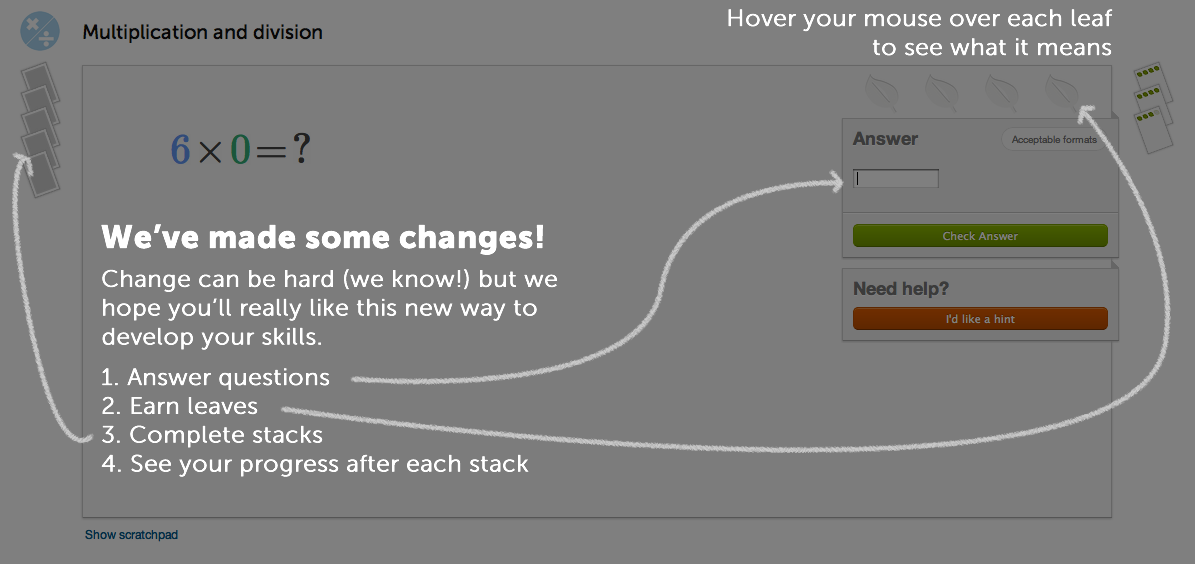 Multiplication and division
Hover your mouse over each leaf
to see what it means
6×0=?
Answer
Acceptable formats
Check Answer
Need help?
I'd like a hint
We’ve made some changes!
Change can be hard (we know!) but we
hope you’ll really like this new way to
develop your skills.
1. Answer questions
2. Earn leaves
3. Complete stacks
4. See your progress after each stack
Show scratchpad